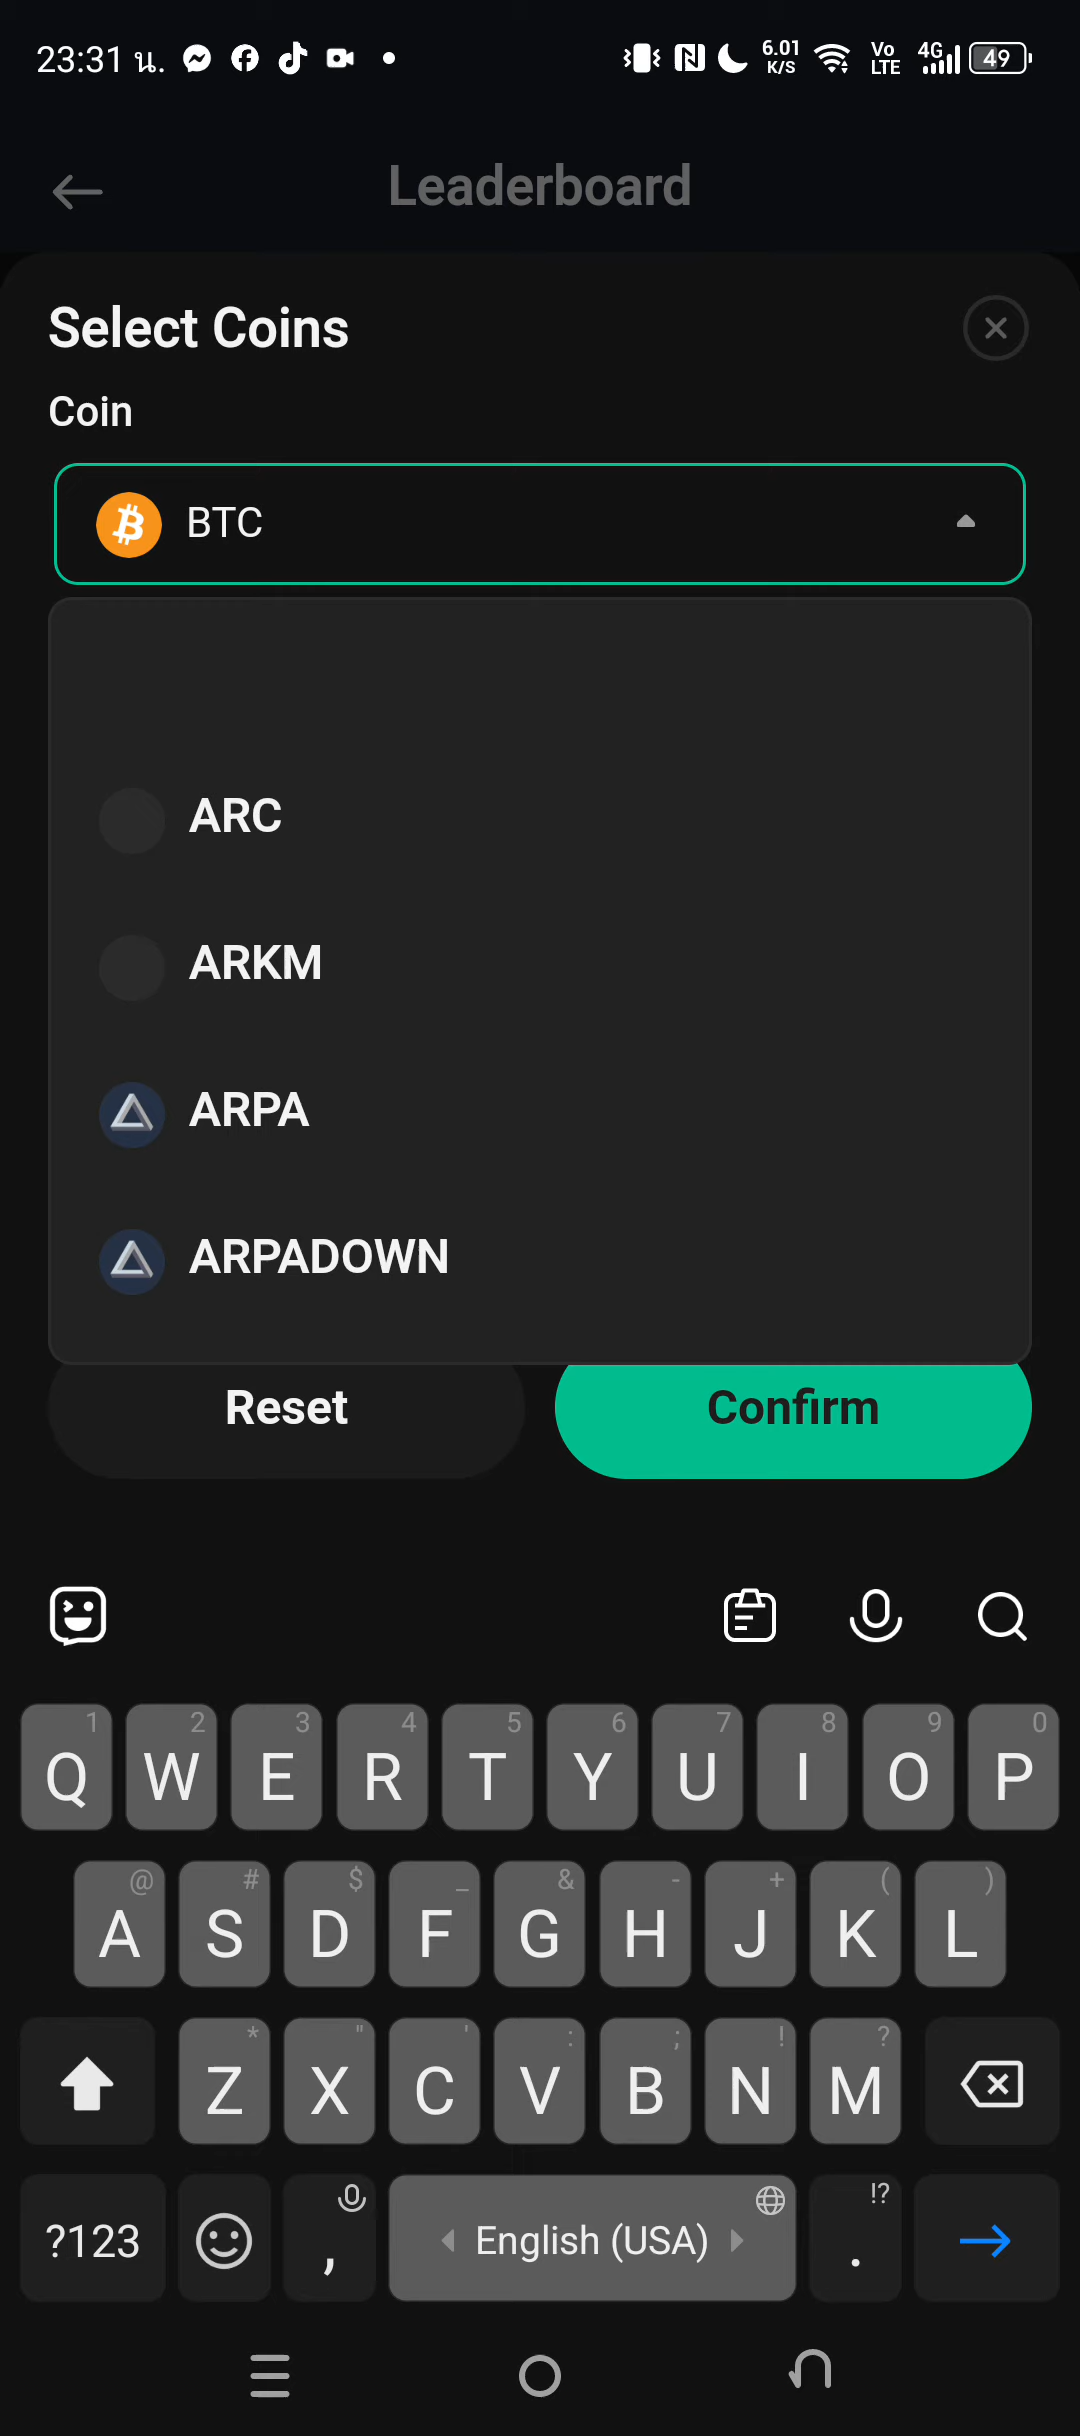 23:31 น. 6.01 K/S Vo LTE 4G 49
Leaderboard
Select Coins
Coin
BTC
ARC
ARKM
ARPA
ARPADOWN
Reset Confirm
1 2 3 4 5 6 7 8 9 0
Q W E R T Y U I O P
@ # $ _ & - + ( )
A S D F G H J K L
* " ' : ; ! ?
Z X C V B N M
!?
?123 , English (USA) .